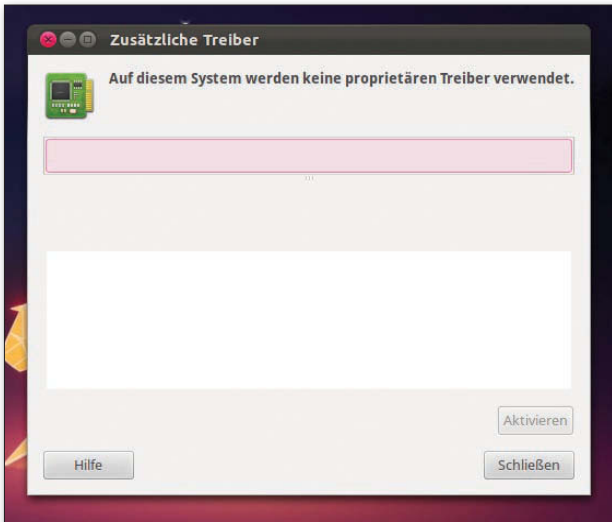 Zusätzliche Treiber
Auf diesem System werden keine proprietären Treiber verwendet.
Aktivieren
Hilfe
Schließen